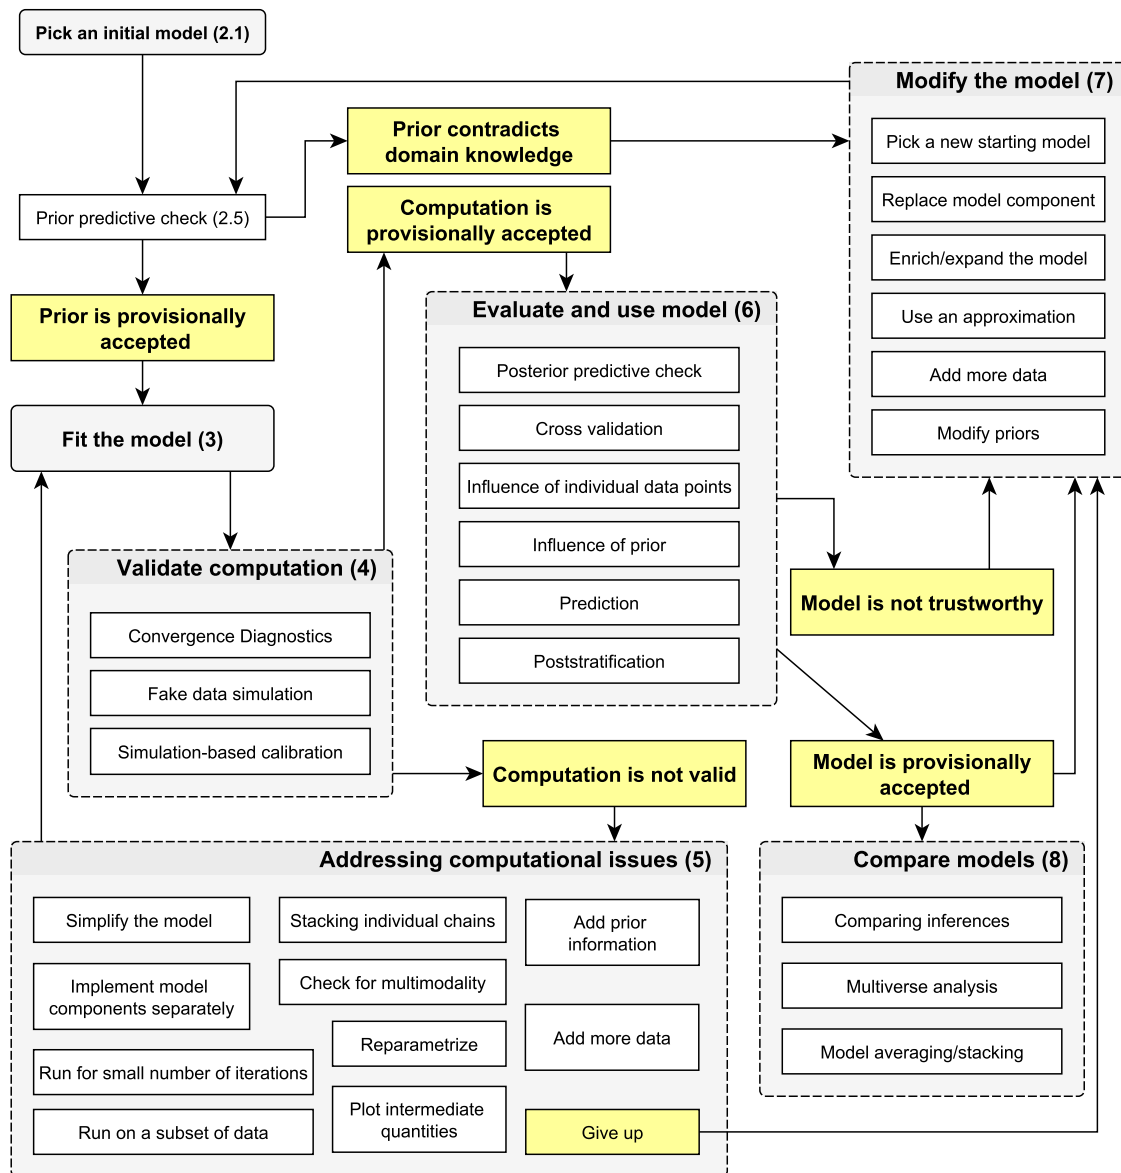 Pick an initial model (2.1)
Modify the model (7)
Pick a new starting model
Replace model component
Enrich/expand the model
Use an approximation
Add more data
Modify priors
Prior contradicts
domain knowledge
Prior predictive check (2.5)
Computation is
provisionally accepted
Prior is provisionally
accepted
Evaluate and use model (6)
Posterior predictive check
Cross validation
Influence of individual data points
Influence of prior
Prediction
Poststratification
Fit the model (3)
Validate computation (4)
Convergence Diagnostics
Fake data simulation
Simulation-based calibration
Model is not trustworthy
Computation is not valid
Model is provisionally
accepted
Addressing computational issues (5)
Simplify the model
Implement model
components separately
Run for small number of iterations
Run on a subset of data
Stacking individual chains
Check for multimodality
Reparametrize
Plot intermediate
quantities
Add prior
information
Add more data
Give up
Compare models (8)
Comparing inferences
Multiverse analysis
Model averaging/stacking